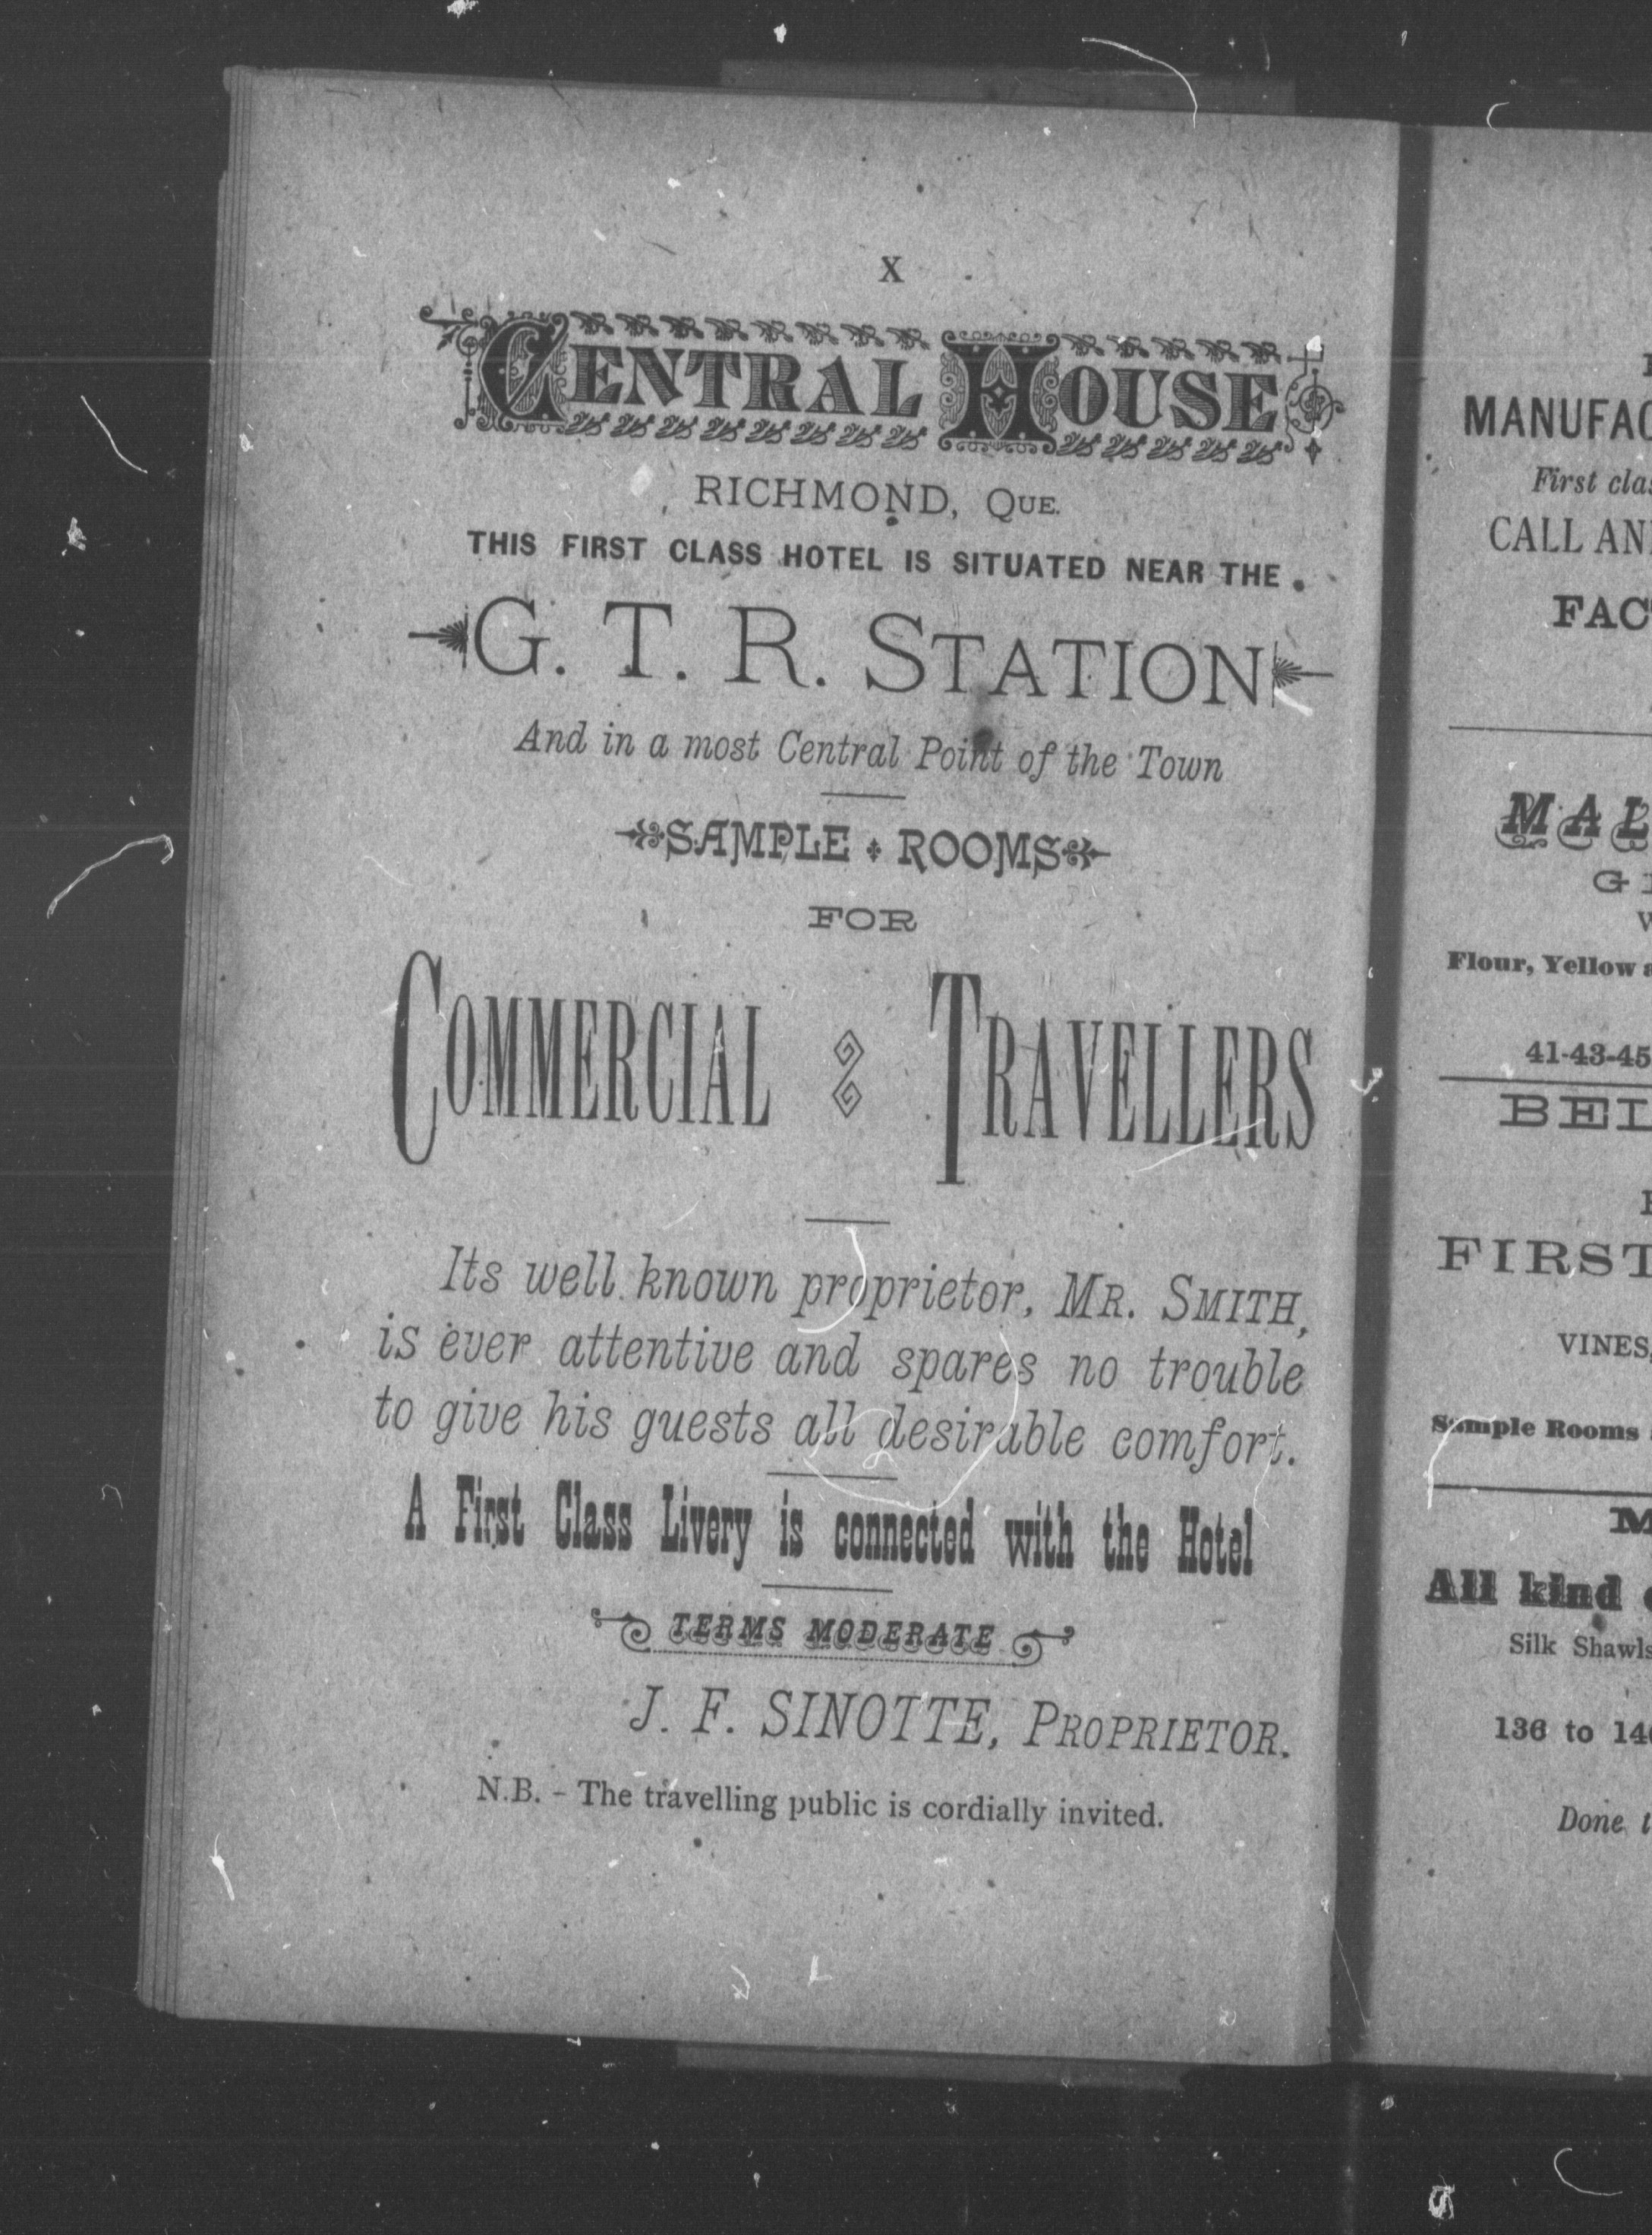 X
CENTRAL HOUSE
RICHMOND, QUE.
THIS FIRST CLASS HOTEL IS SITUATED NEAR THE
G. T. R. STATION
And in a most Central Point of the Town
SAMPLE ROOMS
FOR
COMMERCIAL TRAVELLERS
Its well known proprietor, MR. SMITH,
is ever attentive and spares no trouble
to give his guests all desirable comfort.
A First Class Livery is connected with the Hotel
TERMS MODERATE
J. F. SINOTTE, PROPRIETOR.
N.B. - The travelling public is cordially invited.
MANUFAC
First clas
CALL AN
FAC
MAL
G
Flour, Yellow
41-43-45
BEL
FIRST
VINES,
Sample Rooms
M
All kind
Silk Shawls
136 to 14
Done t